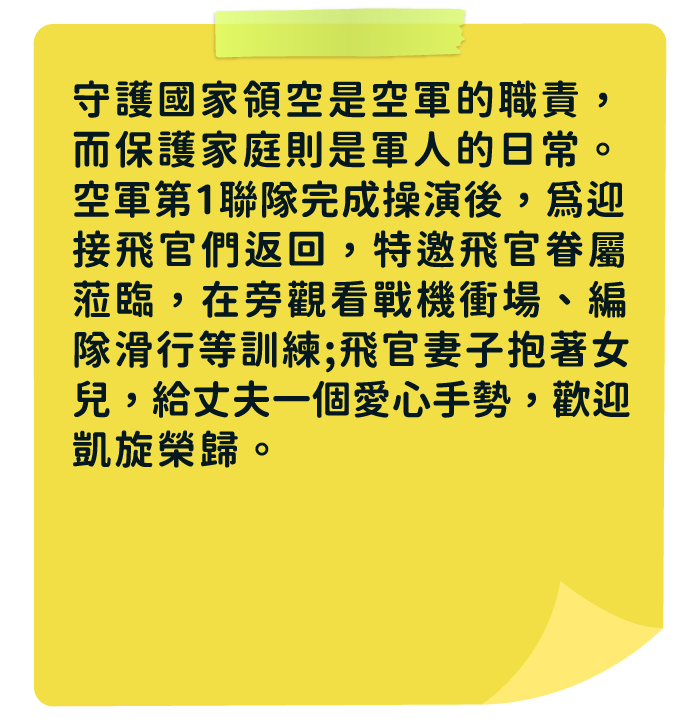 守護國家領空是空軍的職責，
而保護家庭則是軍人的日常。
空軍第1聯隊完成操演後，爲迎
接飛官們返回，特邀飛官眷屬
蒞臨，在旁觀看戰機衝場、編
隊滑行等訓練;飛官妻子抱著女
兒，給丈夫一個愛心手勢，歡迎
凱旋榮歸。